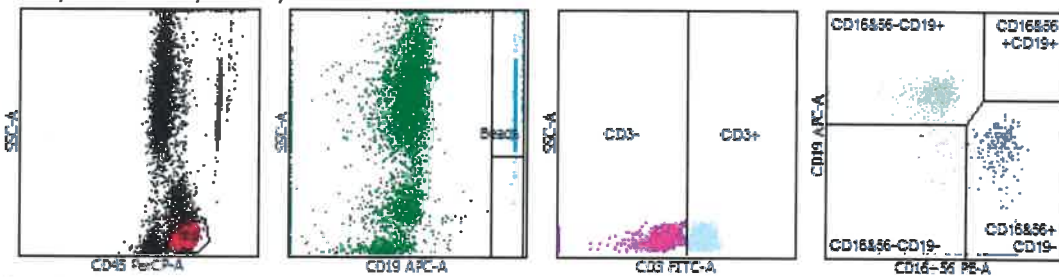 SSC-A
CD45 PerCP-A
SSC-A
Beads
CD19 APC-A
SSC-A
CD3-
CD3+
CD3 FITC-A
CD19 APC-A
CD16&56-CD19+
CD16&56
+CD19+
CD16&56-CD19-
CD16&56+
CD19-
CD16-56 PE-A